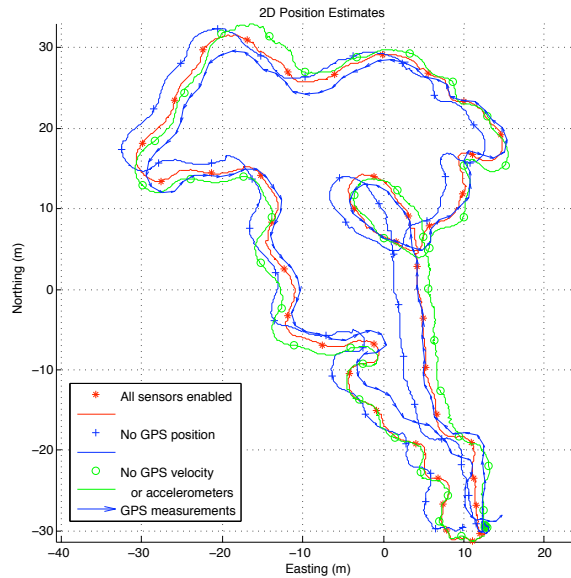 2D Position Estimates
30
20
10
0
−10
−20
−30
Northing (m)
All sensors enabled
No GPS position
No GPS velocity
or accelerometers
GPS measurements
−40
−30
−20
−10
0
10
20
Easting (m)